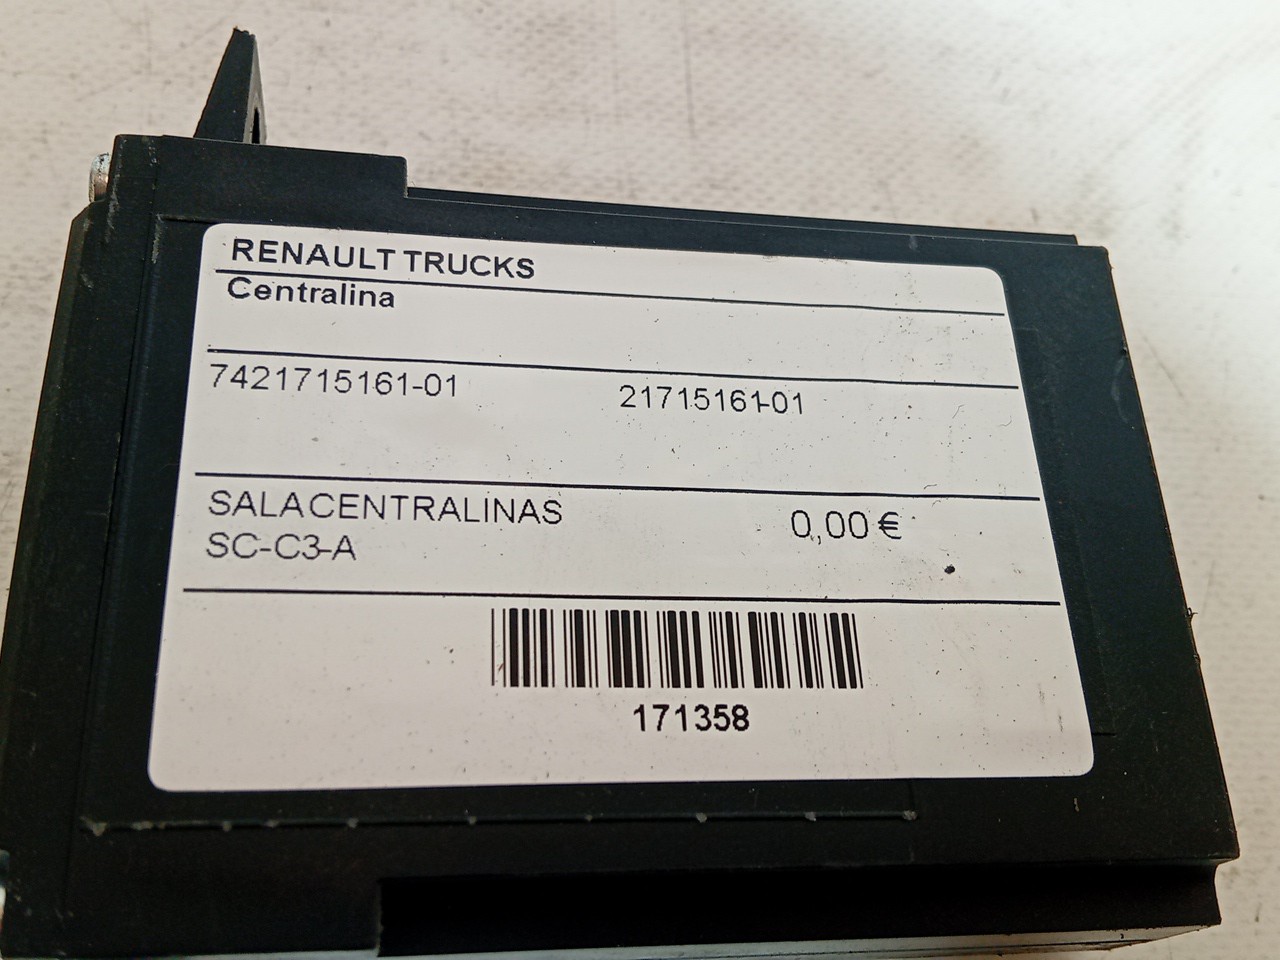 RENAULT TRUCKS
Centralina
7421715161-01 21715161-01
SALACENTRALINAS 0,00 €
SC-C3-A
171358